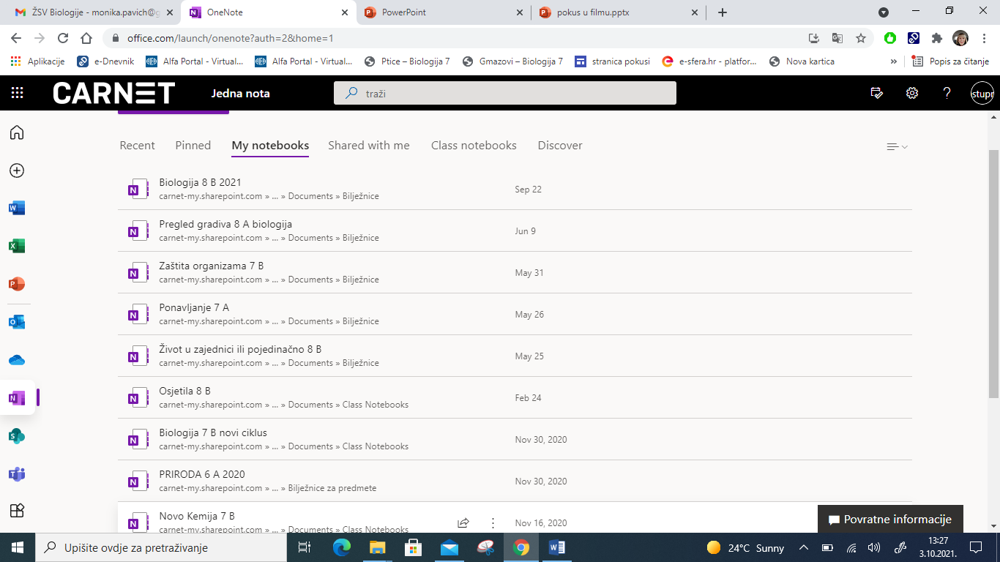 ŽSV Biologije - monika.pavich@g
OneNote
PowerPoint
pokus u filmu.pptx
office.com/launch/onenote?auth=2&home=1
Aplikacije
e-Dnevnik
Alfa Portal - Virtual...
Alfa Portal - Virtual...
Ptice – Biologija 7
Gmazovi – Biologija 7
stranica pokusi
e-sfera.hr - platfor...
Nova kartica
»
Popis za čitanje
CARNET
Jedna nota
traži
stupr
Recent
Pinned
My notebooks
Shared with me
Class notebooks
Discover
Biologija 8 B 2021
carnet-my.sharepoint.com » ... » Documents » Bilježnice
Sep 22
Pregled gradiva 8 A biologija
carnet-my.sharepoint.com » ... » Documents » Bilježnice
Jun 9
Zaštita organizama 7 B
carnet-my.sharepoint.com » ... » Documents » Bilježnice
May 31
Ponavljanje 7 A
carnet-my.sharepoint.com » ... » Documents » Bilježnice
May 26
Život u zajednici ili pojedinačno 8 B
carnet-my.sharepoint.com » ... » Documents » Bilježnice
May 25
Osjetila 8 B
carnet-my.sharepoint.com » ... » Documents » Class Notebooks
Feb 24
Biologija 7 B novi ciklus
carnet-my.sharepoint.com » ... » Documents » Class Notebooks
Nov 30, 2020
PRIRODA 6 A 2020
carnet-my.sharepoint.com » ... » Bilježnice za predmete
Nov 30, 2020
Novo Kemija 7 B
carnet-my.sharepoint.com » ... » Documents » Class Notebooks
Nov 16, 2020
Povratne informacije
Upišite ovdje za pretraživanje
24°C Sunny
13:27
3.10.2021.